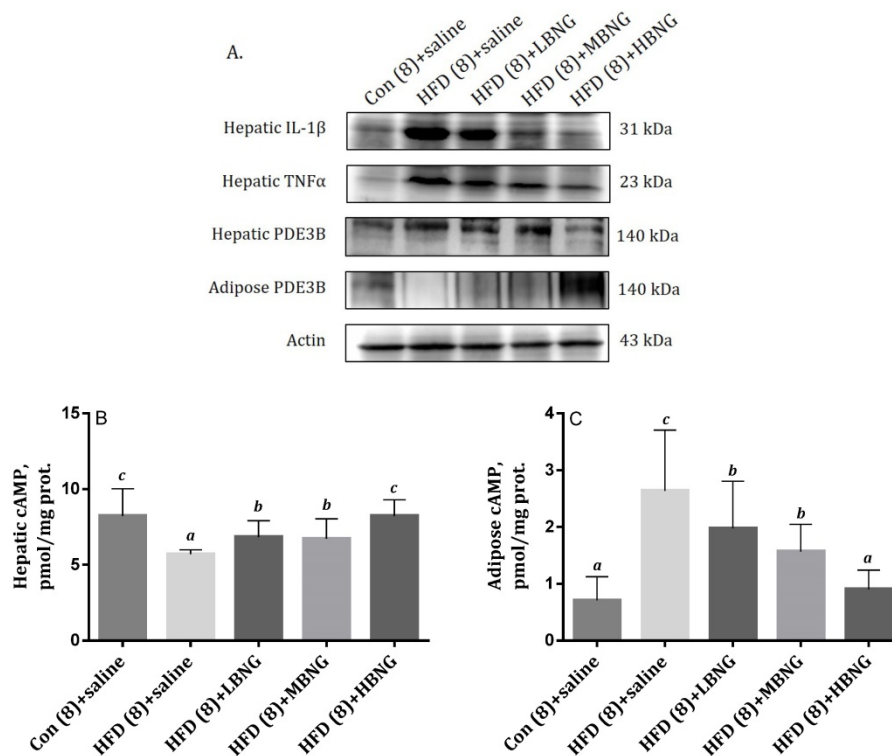 A.
Con (8)+saline
HFD (8)+saline
HFD (8)+LBNG
HFD (8)+MBNG
HFD (8)+HBNG
Hepatic IL-1β 31 kDa
Hepatic TNFα 23 kDa
Hepatic PDE3B 140 kDa
Adipose PDE3B 140 kDa
Actin 43 kDa
B
Hepatic cAMP,
pmol/mg prot.
15
10
5
0
c
a
b
b
c
Con (8)+saline
HFD (8)+saline
HFD (8)+LBNG
HFD (8)+MBNG
HFD (8)+HBNG
C
Adipose cAMP,
pmol/mg prot.
4
3
2
1
0
a
c
b
b
a
Con (8)+saline
HFD (8)+saline
HFD (8)+LBNG
HFD (8)+MBNG
HFD (8)+HBNG